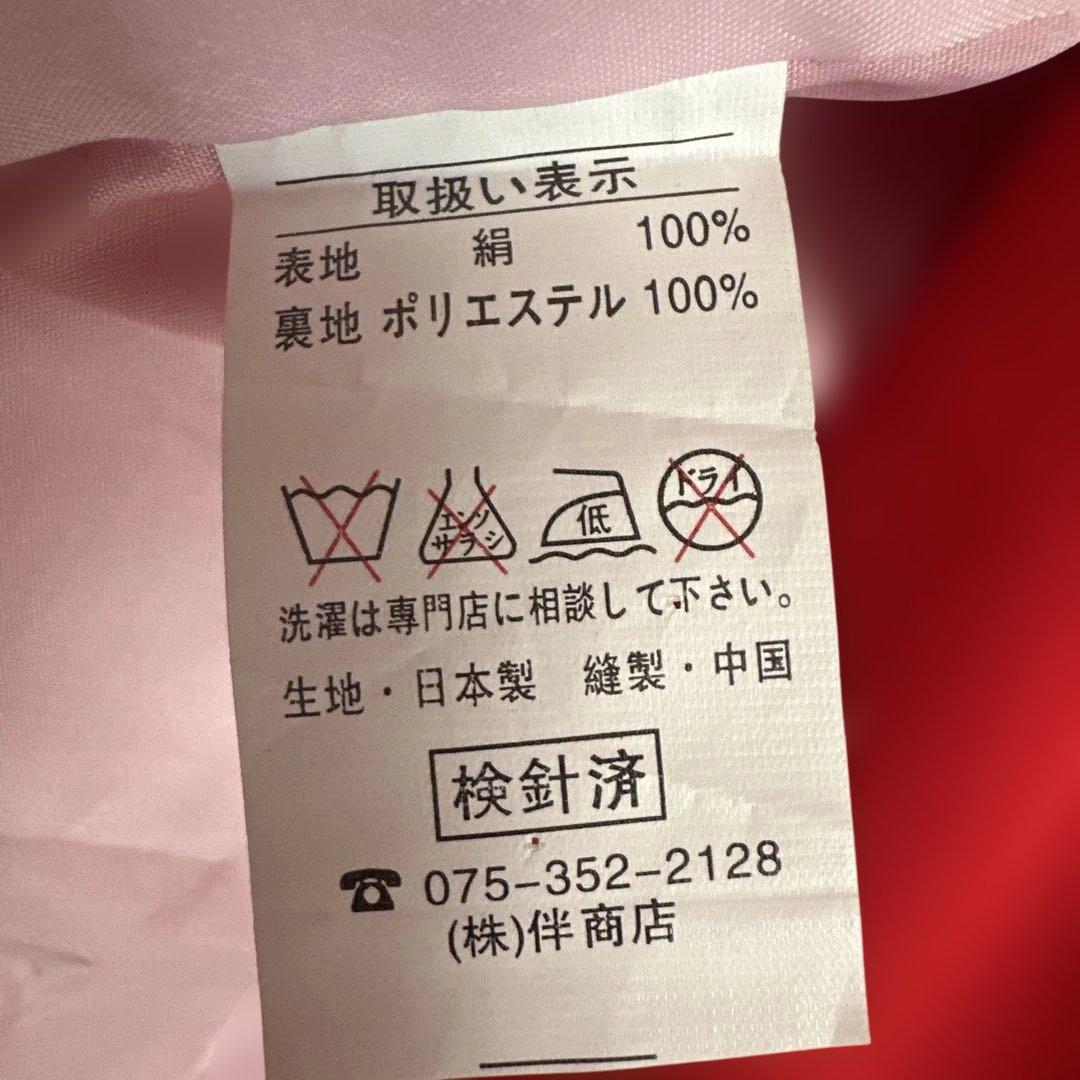 取扱い表示
表地 絹 100%
裏地 ポリエステル 100%
エンソ
サラシ
低
ドライ
洗濯は専門店に相談して下さい。
生地・日本製 縫製・中国
検針済
☎ 075-352-2128
(株)伴商店